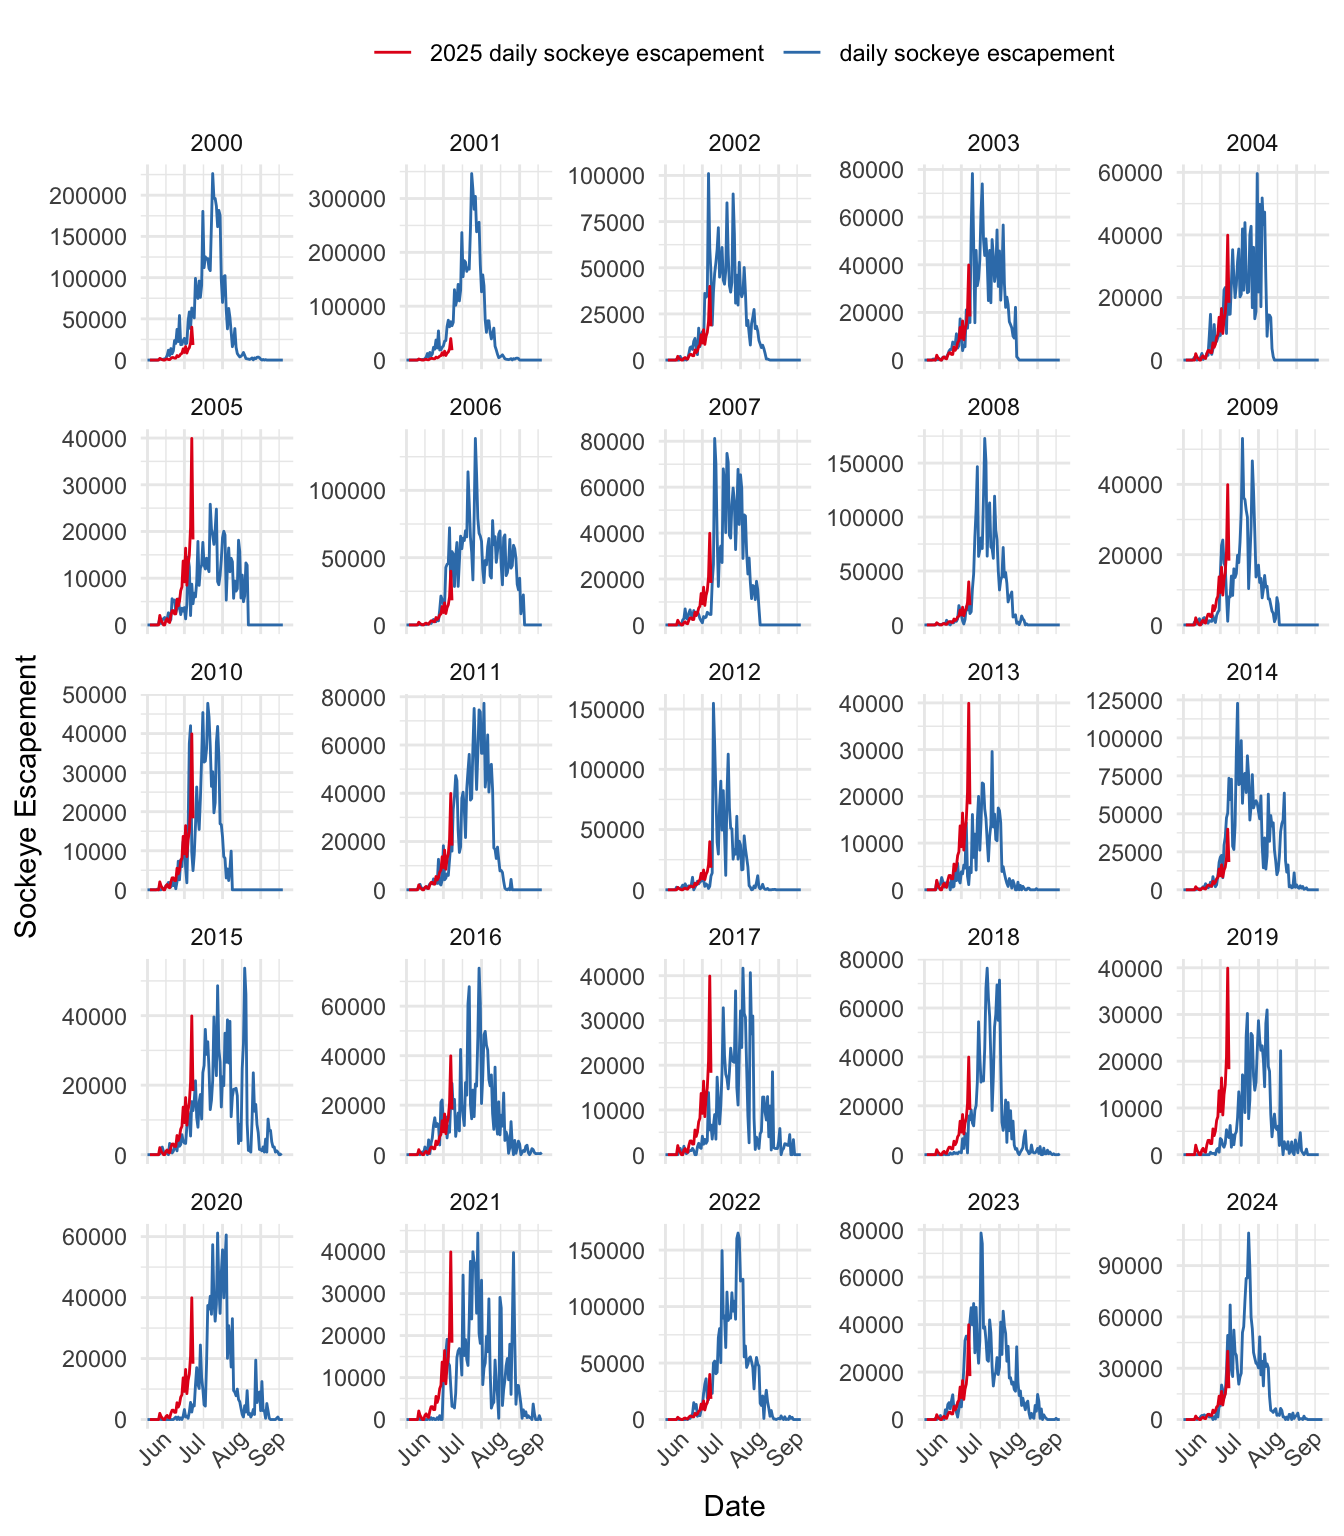 2025 daily sockeye escapement daily sockeye escapement
2000 2001 2002 2003 2004
200000 150000 100000 50000 0
300000 200000 100000 0
100000 75000 50000 25000 0
80000 60000 40000 20000 0
60000 40000 20000 0
2005 2006 2007 2008 2009
40000 30000 20000 10000 0
100000 50000 0
80000 60000 40000 20000 0
150000 100000 50000 0
40000 20000 0
Sockeye Escapement
2010 2011 2012 2013 2014
50000 40000 30000 20000 10000 0
80000 60000 40000 20000 0
150000 100000 50000 0
40000 30000 20000 10000 0
125000 100000 75000 50000 25000 0
2015 2016 2017 2018 2019
40000 20000 0
60000 40000 20000 0
40000 30000 20000 10000 0
80000 60000 40000 20000 0
40000 30000 20000 10000 0
2020 2021 2022 2023 2024
60000 40000 20000 0
40000 30000 20000 10000 0
150000 100000 50000 0
80000 60000 40000 20000 0
90000 60000 30000 0
Jun Jul Aug Sep Jun Jul Aug Sep Jun Jul Aug Sep Jun Jul Aug Sep Jun Jul Aug Sep
Date